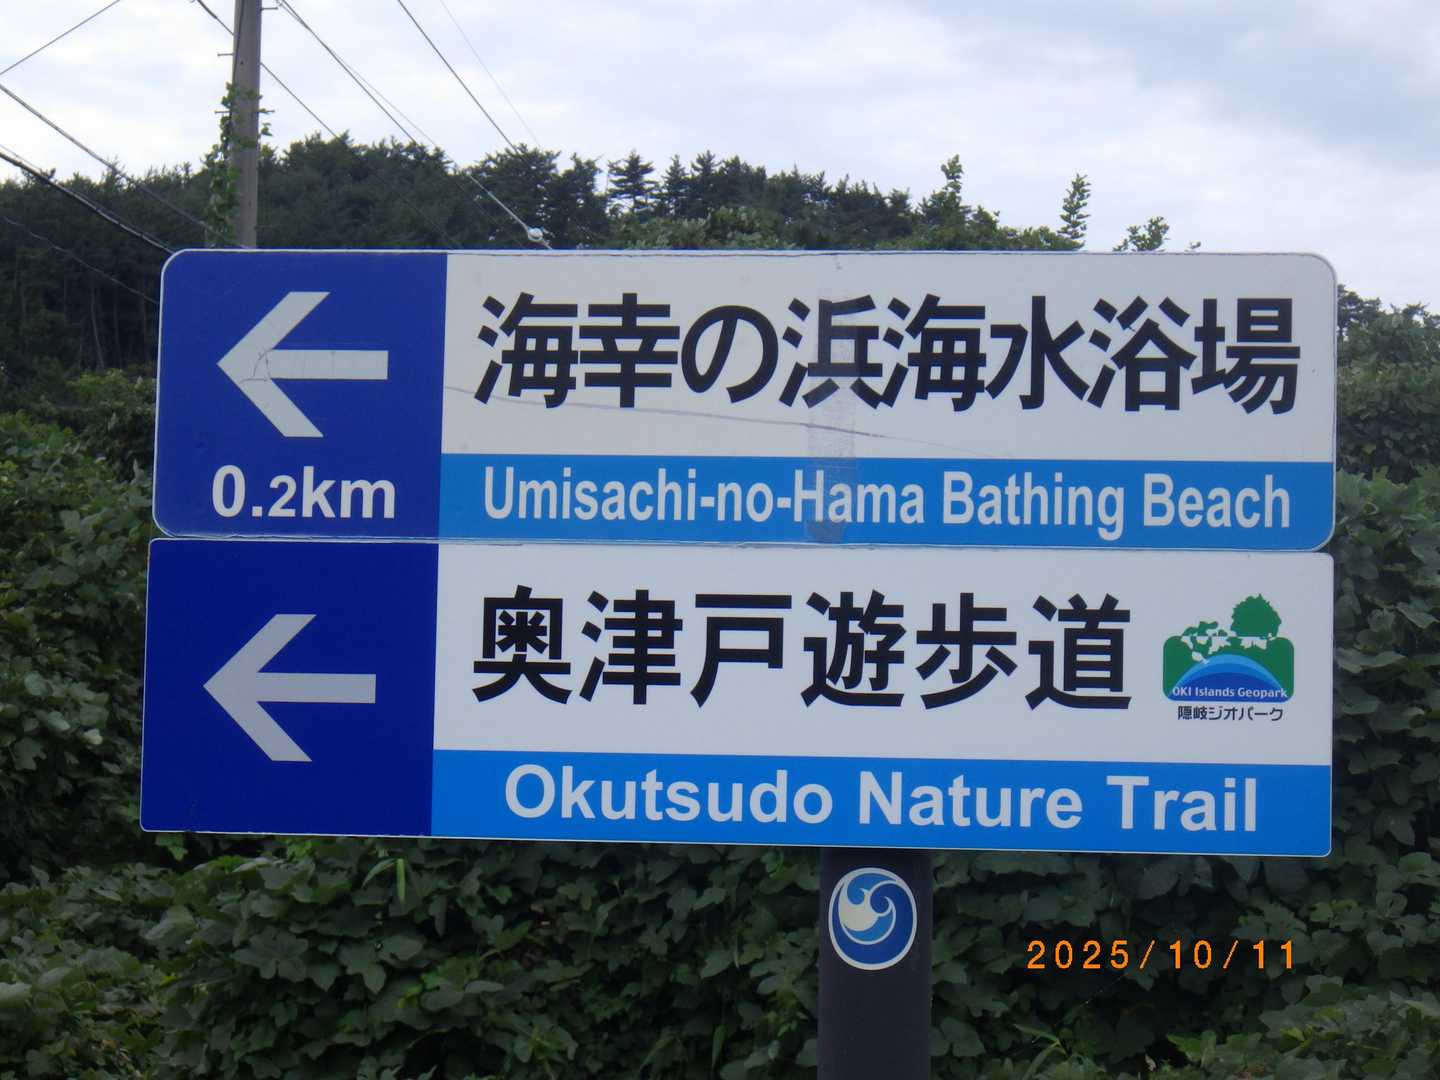 海幸の浜海水浴場
0.2km
Umisachi-no-Hama Bathing Beach
奥津戸遊歩道
OKI Islands Geopark
隠岐ジオパーク
Okutsudo Nature Trail
2025/10/11